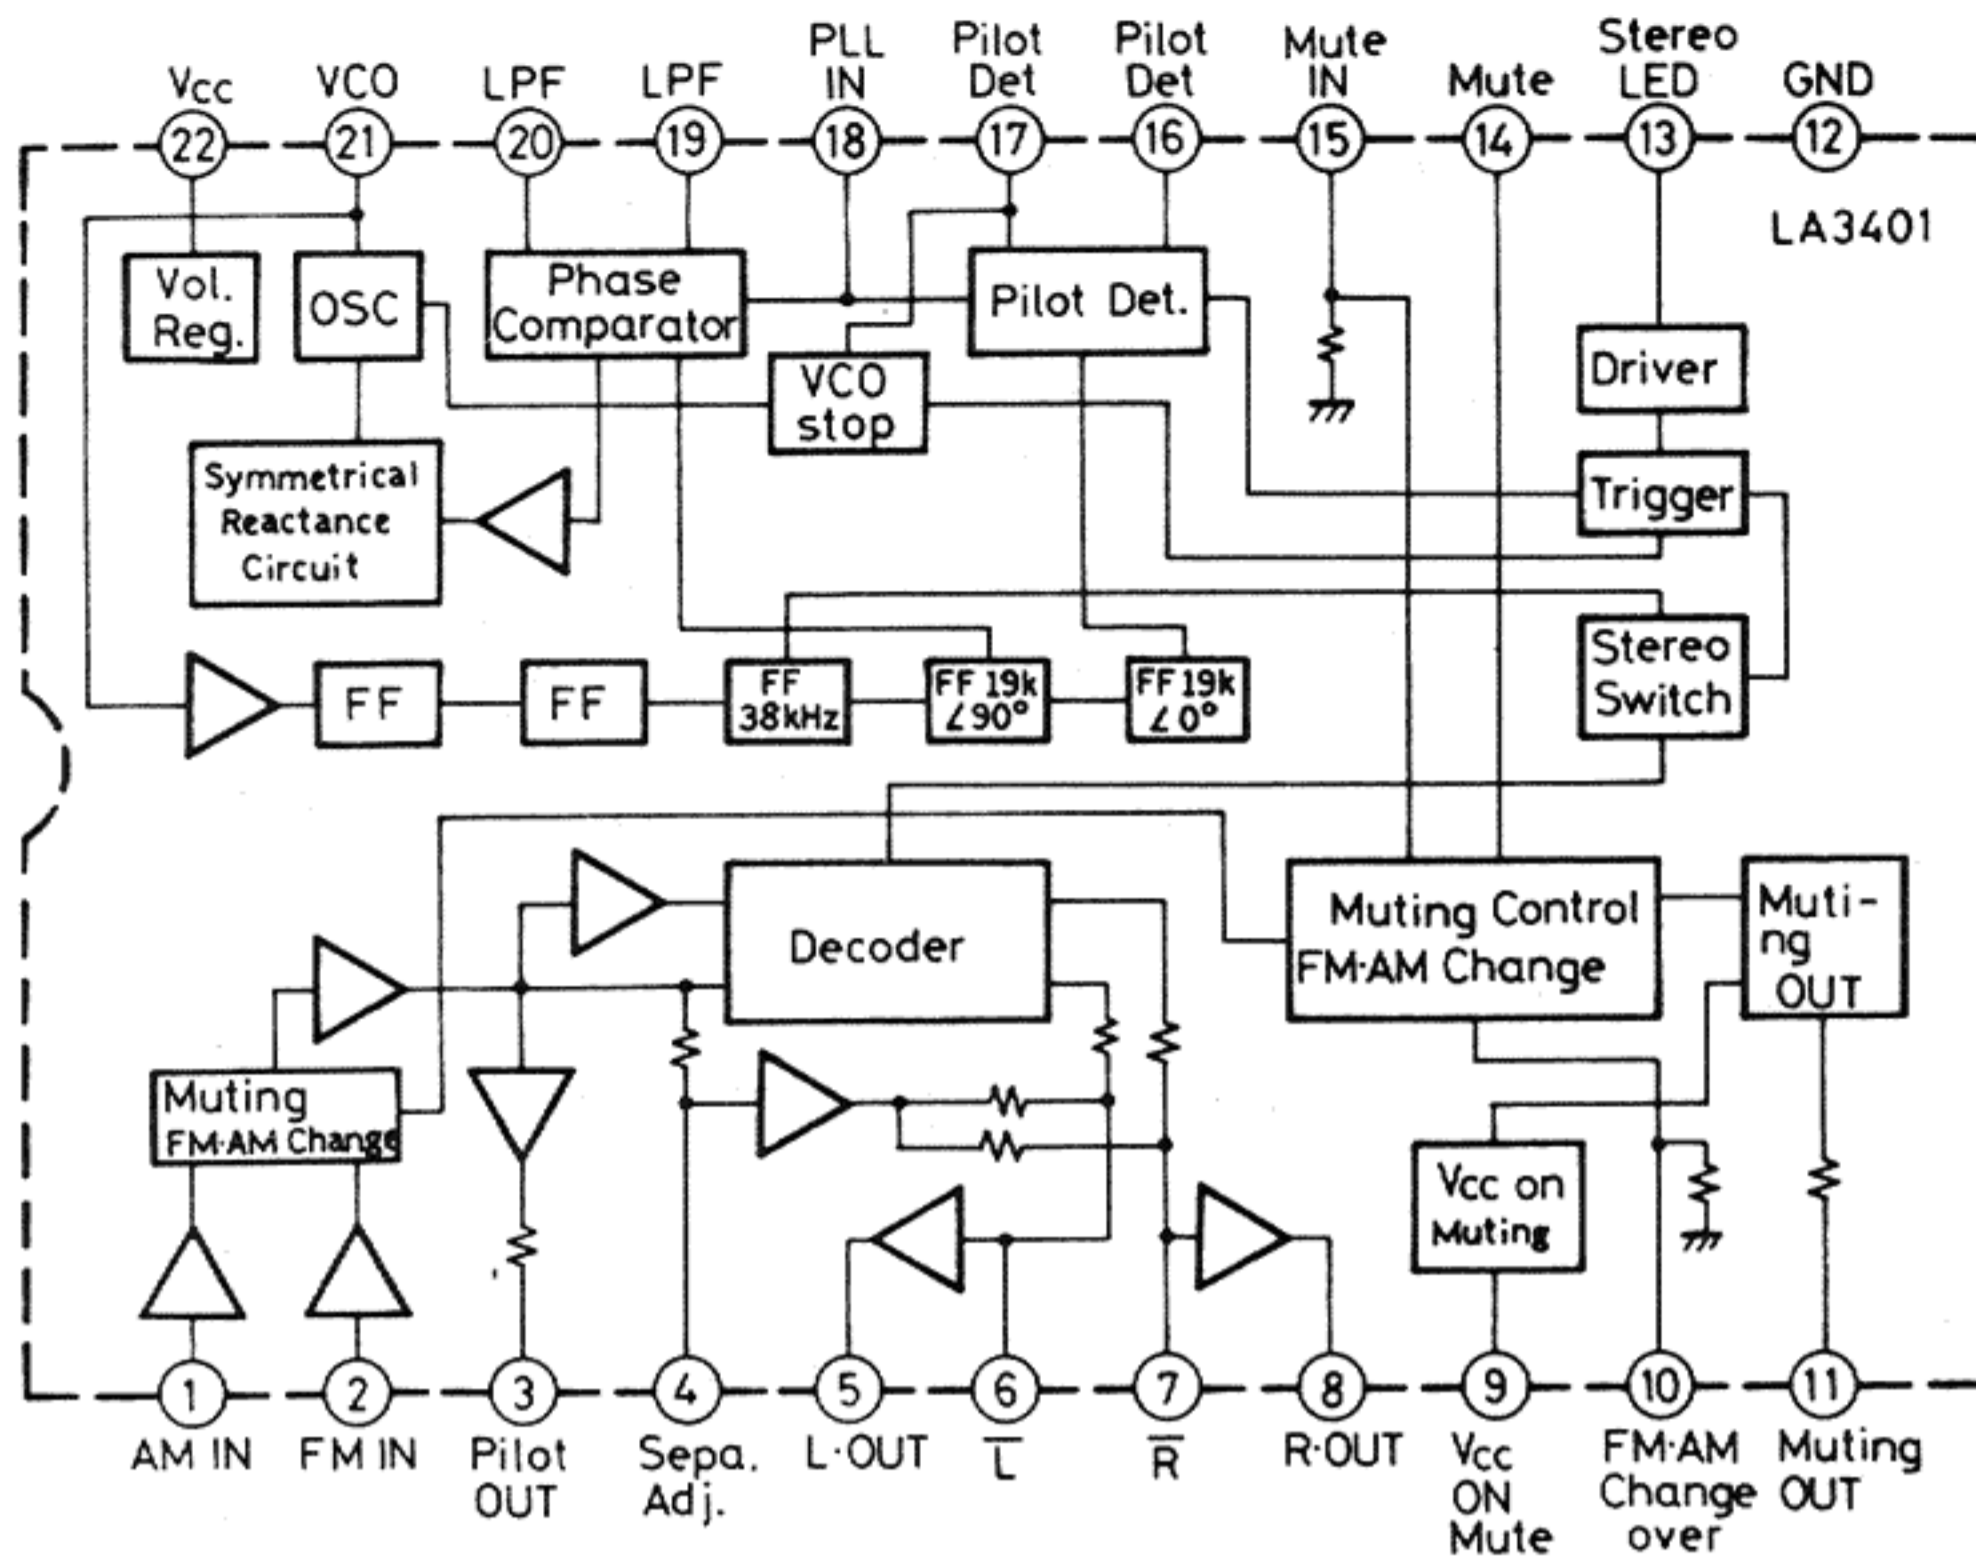 Vcc
VCO
LPF
LPF
PLL
IN
Pilot
Det
Pilot
Det
Mute
IN
Mute
Stereo
LED
GND
22
21
20
19
18
17
16
15
14
13
12
LA3401
Vol.
Reg.
OSC
Phase
Comparator
Pilot Det.
VCO
stop
Driver
Trigger
Symmetrical
Reactance
Circuit
Stereo
Switch
FF
FF
FF
38kHz
FF 19k
∠90°
FF 19k
∠0°
Decoder
Muting Control
FM·AM Change
Muti-
ng
OUT
Muting
FM·AM Change
Vcc on
Muting
1
2
3
4
5
6
7
8
9
10
11
AM IN
FM IN
Pilot
OUT
Sepa.
Adj.
L·OUT
L̅
R̅
R·OUT
Vcc
ON
Mute
FM·AM
Change
over
Muting
OUT